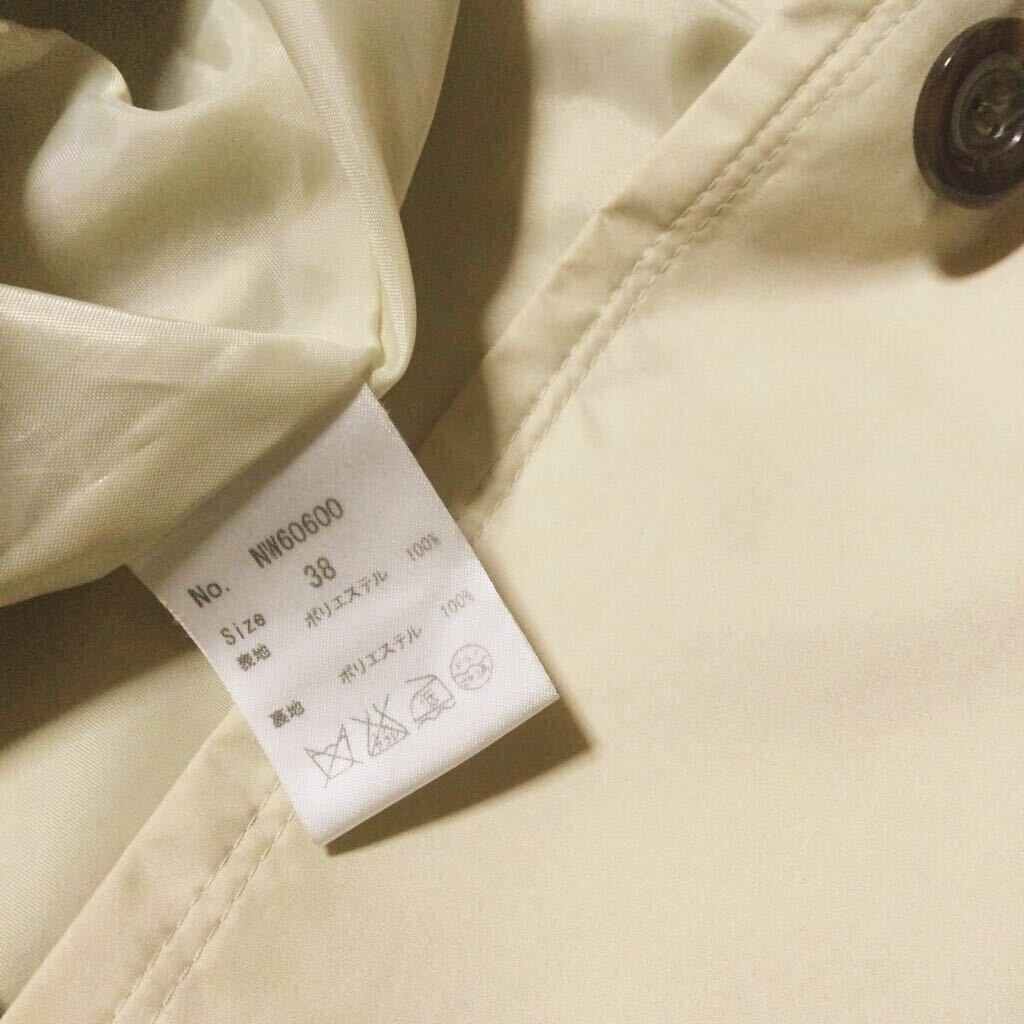 No. NW60600
Size 38
表地 ポリエステル 100%
裏地 ポリエステル 100%